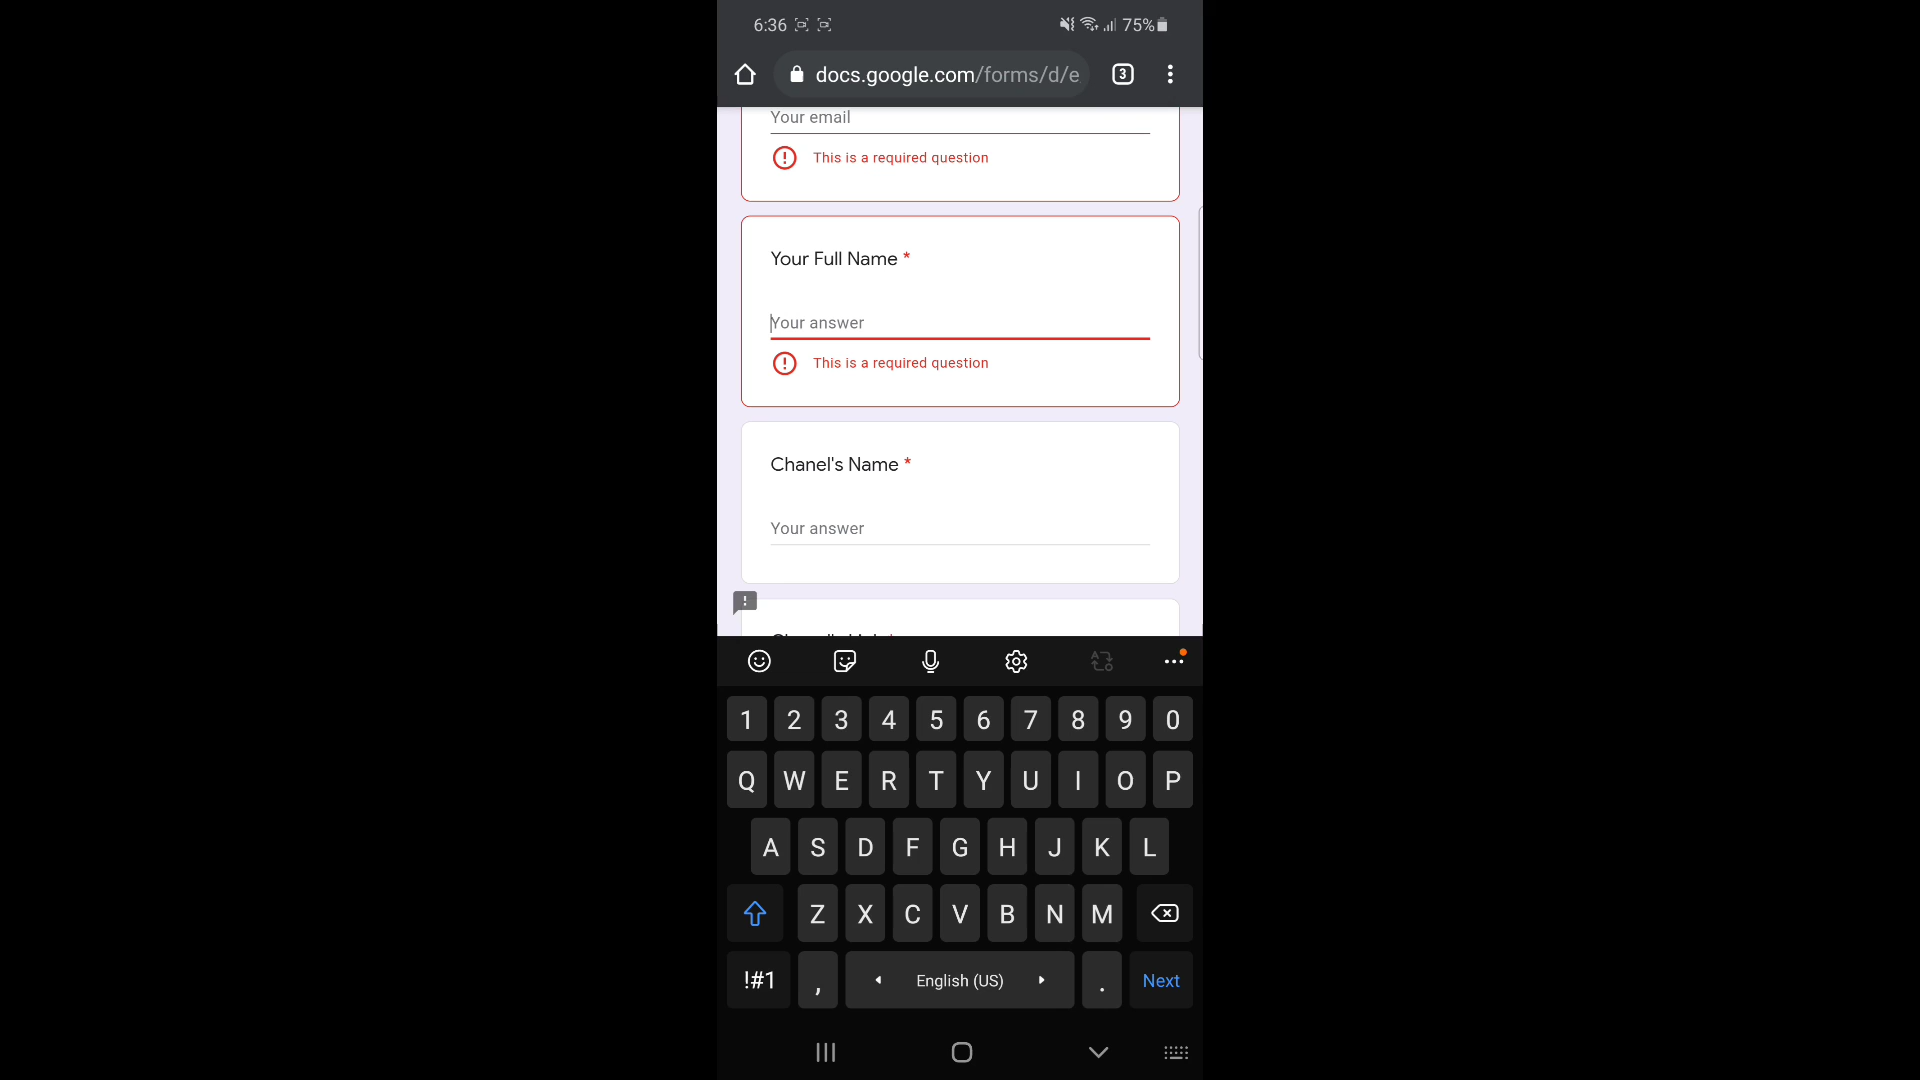 6:36 75%
docs.google.com/forms/d/e 3
Your email
This is a required question
Your Full Name *
Your answer
This is a required question
Chanel's Name *
Your answer
1 2 3 4 5 6 7 8 9 0
Q W E R T Y U I O P
A S D F G H J K L
Z X C V B N M
!#1 , English (US) . Next